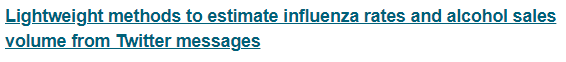 Lightweight methods to estimate influenza rates and alcohol sales
volume from Twitter messages